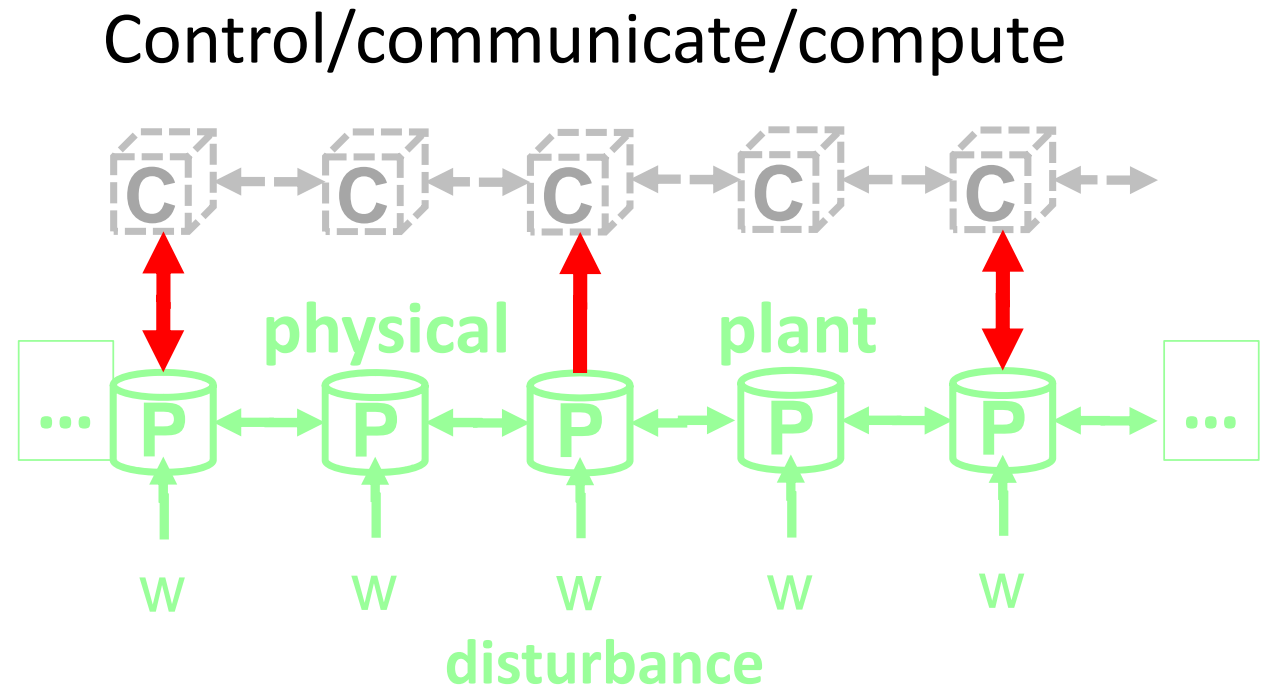 Control/communicate/compute
C C C C C
physical plant
... P P P P P ...
w w w w w
disturbance